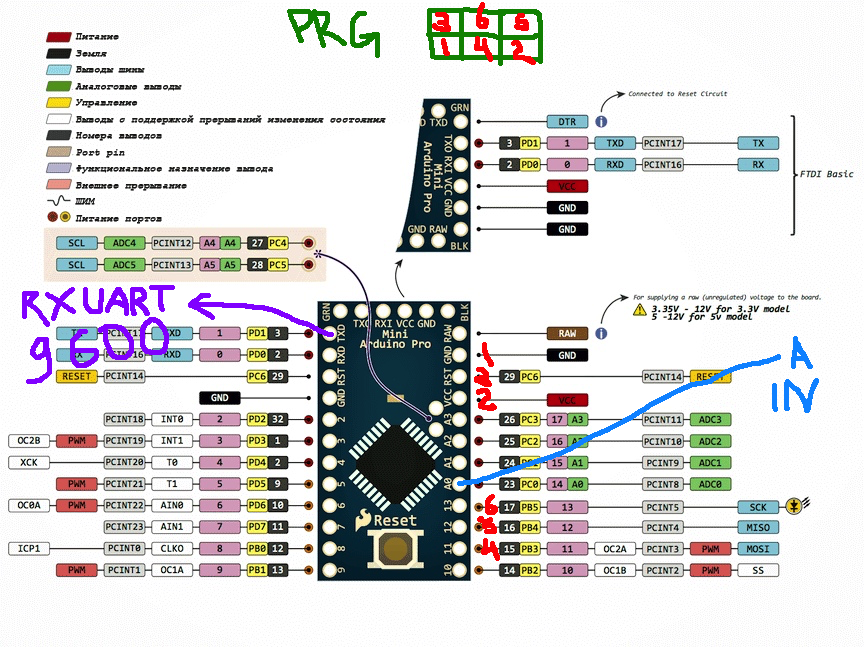 PRG
3 6 5
1 4 2
Питание
Земля
Выводы шины
Аналоговые выводы
Управление
Выводы с поддержкой прерываний изменения состояния
Номера выводов
Port pin
Функциональное назначение вывода
Внешнее прерывание
ШИМ
Питание портов
SCL ADC4 PCINT12 A4 A4 27 PC4
SCL ADC5 PCINT13 A5 A5 28 PC5
*
Connected to Reset Circuit
DTR i
3 PD1 1 TXD PCINT17 TX
2 PD0 0 RXD PCINT16 RX
VCC
GND
GND
FTDI Basic
GRN
TXD
TXO RXI VCC GND
Arduino Pro
Mini
GND RAW
BLK
RXUART
9600
A
IN
For supplying a raw (unregulated) voltage to the board.
3.35V - 12V for 3.3V model
5 -12V for 5v model
GRN TXO RXI VCC GND BLK
Mini
Arduino Pro
TXD RXD RST GND 2 3 4 5 6 7 8 9
RAW GND RST VCC A3 A2 A1 A0 13 12 11 10
Reset
PCINT17 TXD 1 PD1 3
PCINT16 RXD 0 PD0 2
RESET PCINT14 PC6 29
GND
PCINT18 INT0 2 PD2 32
OC2B PWM PCINT19 INT1 3 PD3 1
XCK PCINT20 T0 4 PD4 2
PWM PCINT21 T1 5 PD5 9
OC0A PWM PCINT22 AIN0 6 PD6 10
PCINT23 AIN1 7 PD7 11
ICP1 PCINT0 CLKO 8 PB0 12
PWM PCINT1 OC1A 9 PB1 13
RAW i
1 GND
29 PC6 PCINT14 RESET
2 VCC
26 PC3 17 A3 PCINT11 ADC3
25 PC2 16 PCINT10 ADC2
24 15 A1 PCINT9 ADC1
23 PC0 14 A0 PCINT8 ADC0
6 17 PB5 13 PCINT5 SCK
16 PB4 12 PCINT4 MISO
4 15 PB3 11 OC2A PCINT3 PWM MOSI
14 PB2 10 OC1B PCINT2 PWM SS